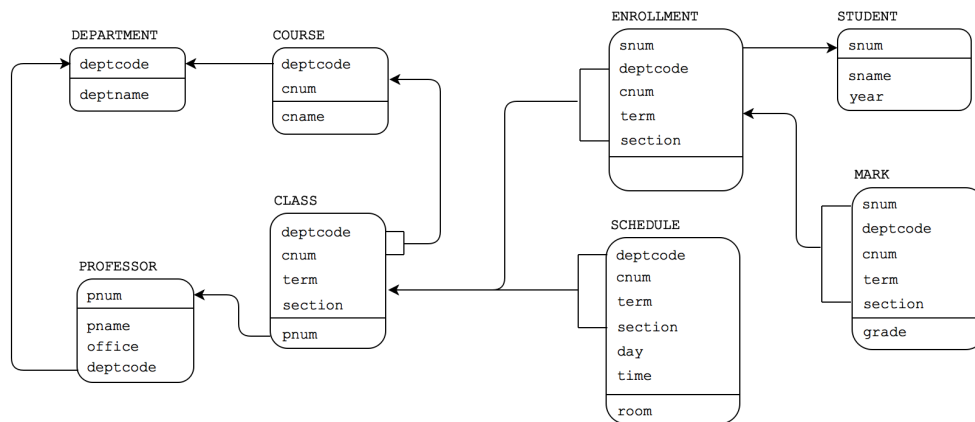 DEPARTMENT
deptcode
deptname
COURSE
deptcode
cnum
cname
ENROLLMENT
snum
deptcode
cnum
term
section
STUDENT
snum
sname
year
PROFESSOR
pnum
pname
office
deptcode
CLASS
deptcode
cnum
term
section
pnum
SCHEDULE
deptcode
cnum
term
section
day
time
room
MARK
snum
deptcode
cnum
term
section
grade